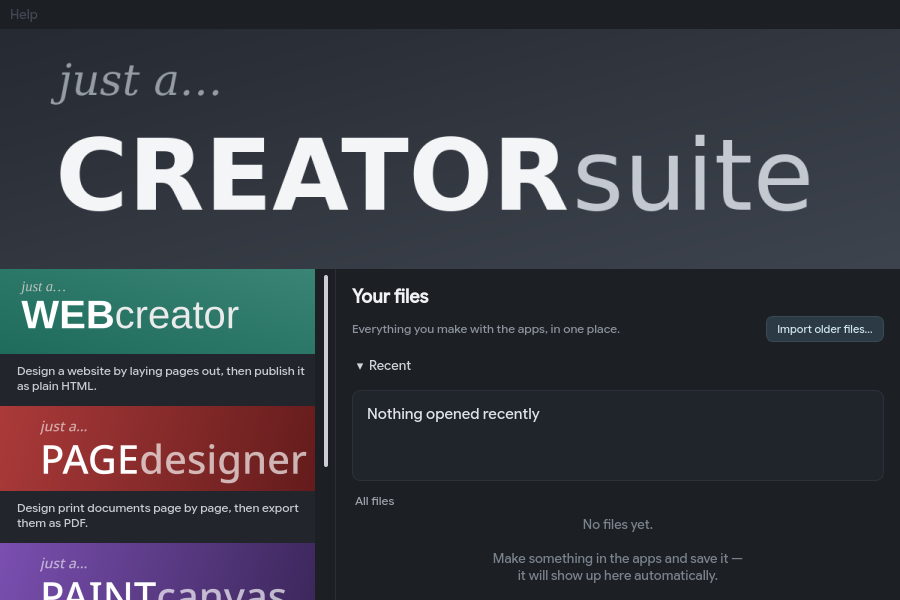 Help
just a...
CREATORsuite
just a...
WEBcreator
Design a website by laying pages out, then publish it
as plain HTML.
just a...
PAGEdesigner
Design print documents page by page, then export
them as PDF.
just a...
PAINTcanvas
Your files
Everything you make with the apps, in one place.
Import older files...
▼ Recent
Nothing opened recently
All files
No files yet.
Make something in the apps and save it —
it will show up here automatically.